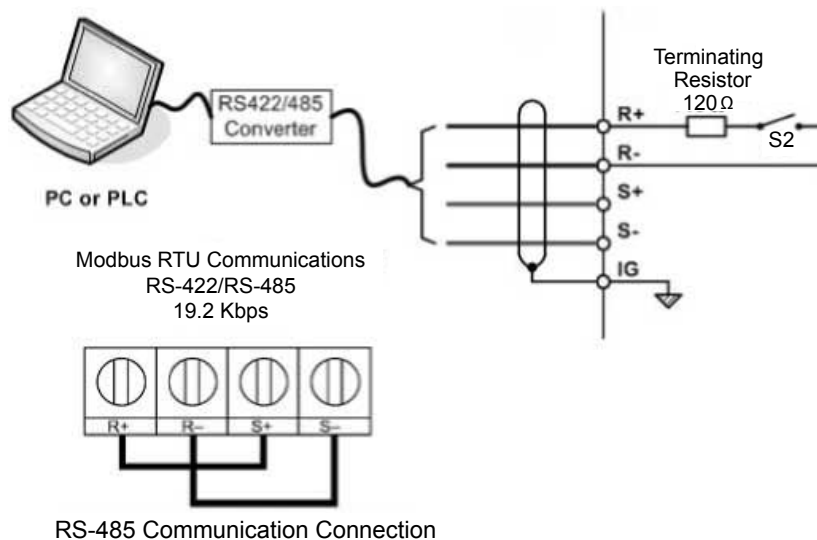 Terminating
Resistor
120Ω
RS422/485
Converter
R+
S2
R-
PC or PLC
S+
S-
IG
Modbus RTU Communications
RS-422/RS-485
19.2 Kbps
R+ R– S+ S–
RS-485 Communication Connection